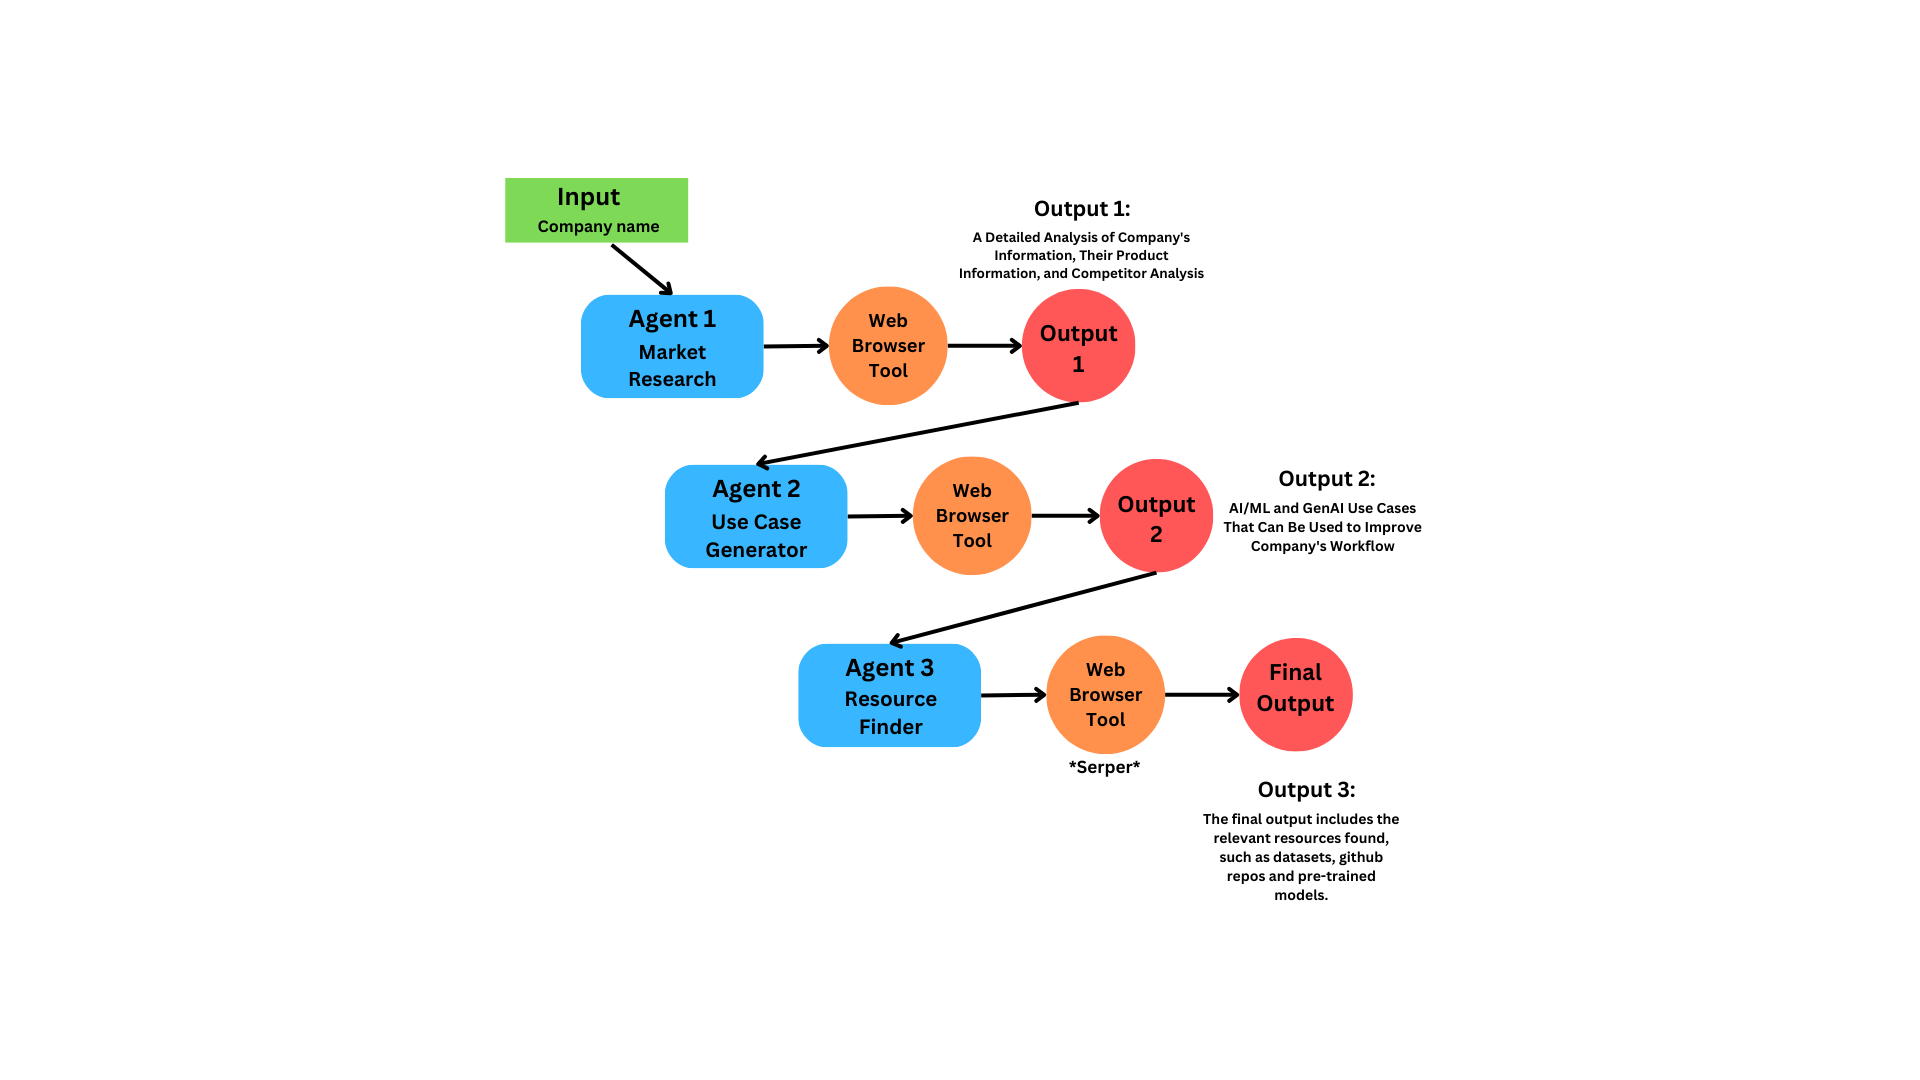 Input
Company name
Output 1:
A Detailed Analysis of Company's
Information, Their Product
Information, and Competitor Analysis
Agent 1
Market
Research
Web
Browser
Tool
Output
1
Agent 2
Use Case
Generator
Web
Browser
Tool
Output
2
Output 2:
AI/ML and GenAI Use Cases
That Can Be Used to Improve
Company's Workflow
Agent 3
Resource
Finder
Web
Browser
Tool
*Serper*
Final
Output
Output 3:
The final output includes the
relevant resources found,
such as datasets, github
repos and pre-trained
models.